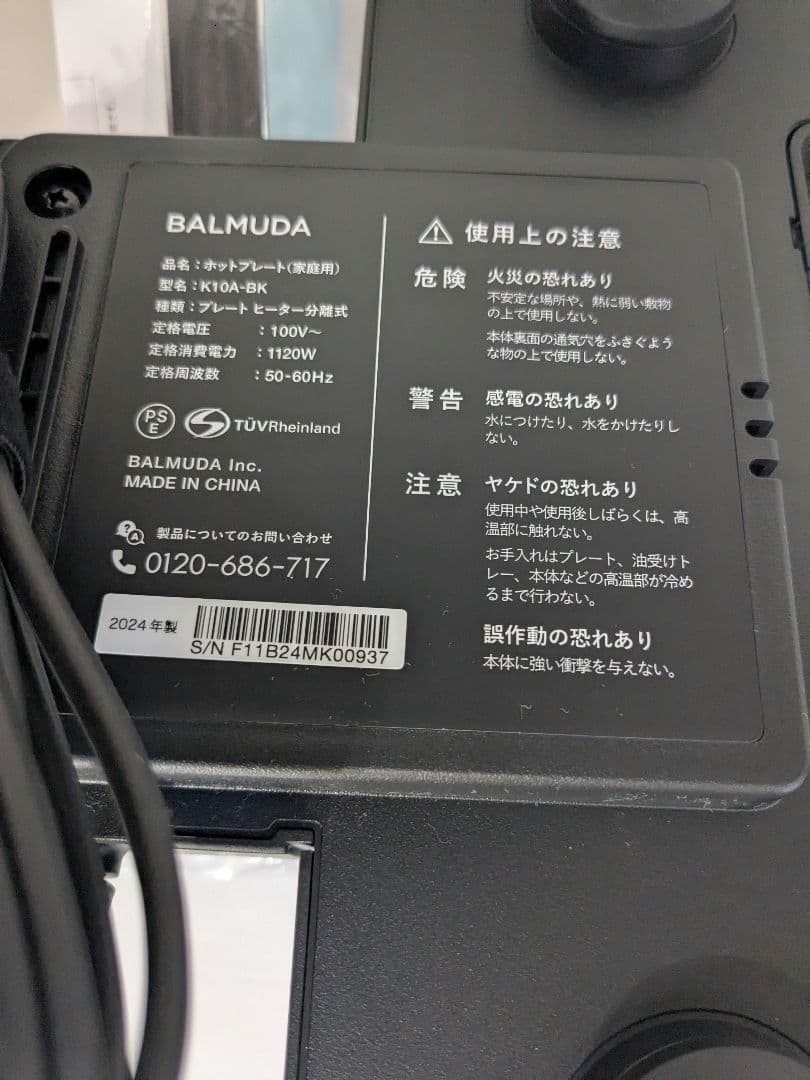 BALMUDA
品名：ホットプレート（家庭用）
型名：K10A-BK
種類：プレート ヒーター分離式
定格電圧　：100V～
定格消費電力　：1120W
定格周波数　：50-60Hz
PS
E
S TÜVRheinland
BALMUDA Inc.
MADE IN CHINA
? A 製品についてのお問い合わせ
0120-686-717
2024年製
S/N F11B24MK00937
使用上の注意
危険 火災の恐れあり
不安定な場所や、熱に弱い敷物
の上で使用しない。
本体裏面の通気穴をふさぐよう
な物の上で使用しない。
警告 感電の恐れあり
水につけたり、水をかけたりし
ない。
注意 ヤケドの恐れあり
使用中や使用後しばらくは、高
温部に触れない。
お手入れはプレート、油受けト
レー、本体などの高温部が冷め
るまで行わない。
誤作動の恐れあり
本体に強い衝撃を与えない。